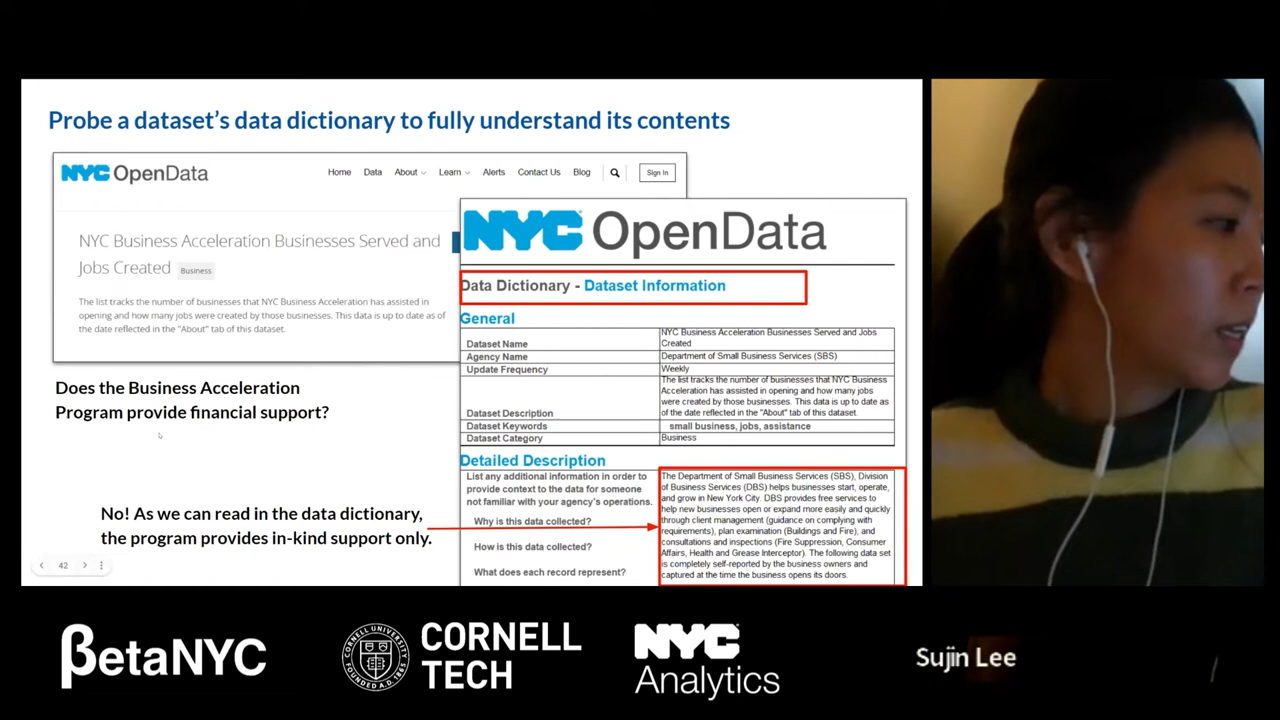 Probe a dataset's data dictionary to fully understand its contents
NYC OpenData
Home Data About Learn Alerts Contact Us Blog Sign In
NYC Business Acceleration Businesses Served and
Jobs Created Business
The list tracks the number of businesses that NYC Business Acceleration has assisted in
opening and how many jobs were created by those businesses. This data is up to date as of
the date reflected in the "About" tab of this dataset.
Does the Business Acceleration
Program provide financial support?
No! As we can read in the data dictionary,
the program provides in-kind support only.
42
NYC OpenData
Data Dictionary - Dataset Information
General
Dataset Name
NYC Business Acceleration Businesses Served and Jobs
Created
Agency Name Department of Small Business Services (SBS)
Update Frequency Weekly
Dataset Description
The list tracks the number of businesses that NYC Business
Acceleration has assisted in opening and how many jobs
were created by those businesses. This data is up to date as
of the date reflected in the "About" tab of this dataset.
Dataset Keywords small business, jobs, assistance
Dataset Category Business
Detailed Description
List any additional information in order to
provide context to the data for someone
not familiar with your agency's operations.
Why is this data collected?
How is this data collected?
What does each record represent?
The Department of Small Business Services (SBS), Division
of Business Services (DBS) helps businesses start, operate,
and grow in New York City. DBS provides free services to
help new businesses open or expand more easily and quickly
through client management (guidance on complying with
requirements), plan examination (Buildings and Fire), and
consultations and inspections (Fire Suppression, Consumer
Affairs, Health and Grease Interceptor). The following data set
is completely self-reported by the business owners and
captured at the time the business opens its doors.
βetaNYC
CORNELL UNIVERSITY
FOUNDED A.D. 1865
CORNELL
TECH
NYC
Analytics
Sujin Lee